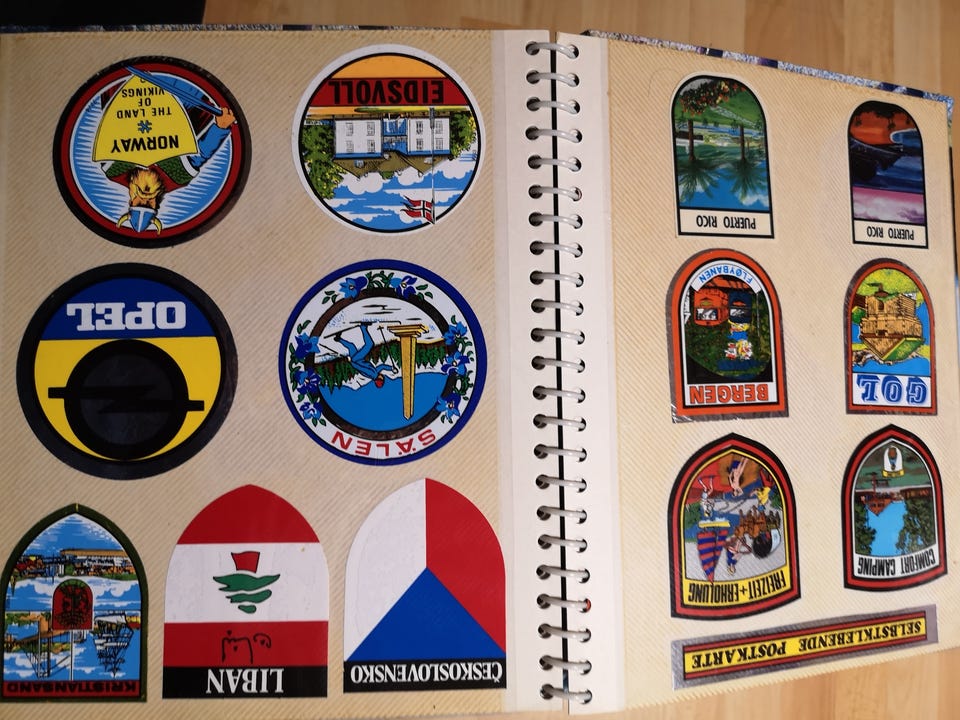 SELBSTKLEBENDE POSTKARTE
COMFORT CAMPING
FREIZEIT+ERHOLUNG
GOL
BERGEN
FLØYBANEN
PUERTO RICO
PUERTO RICO
ČESKOSLOVENSKO
LIBAN
لبنان
KRISTIANSAND
SÄLEN
OPEL
EIDSVOLL
NORWAY
THE LAND
OF
VIKINGS